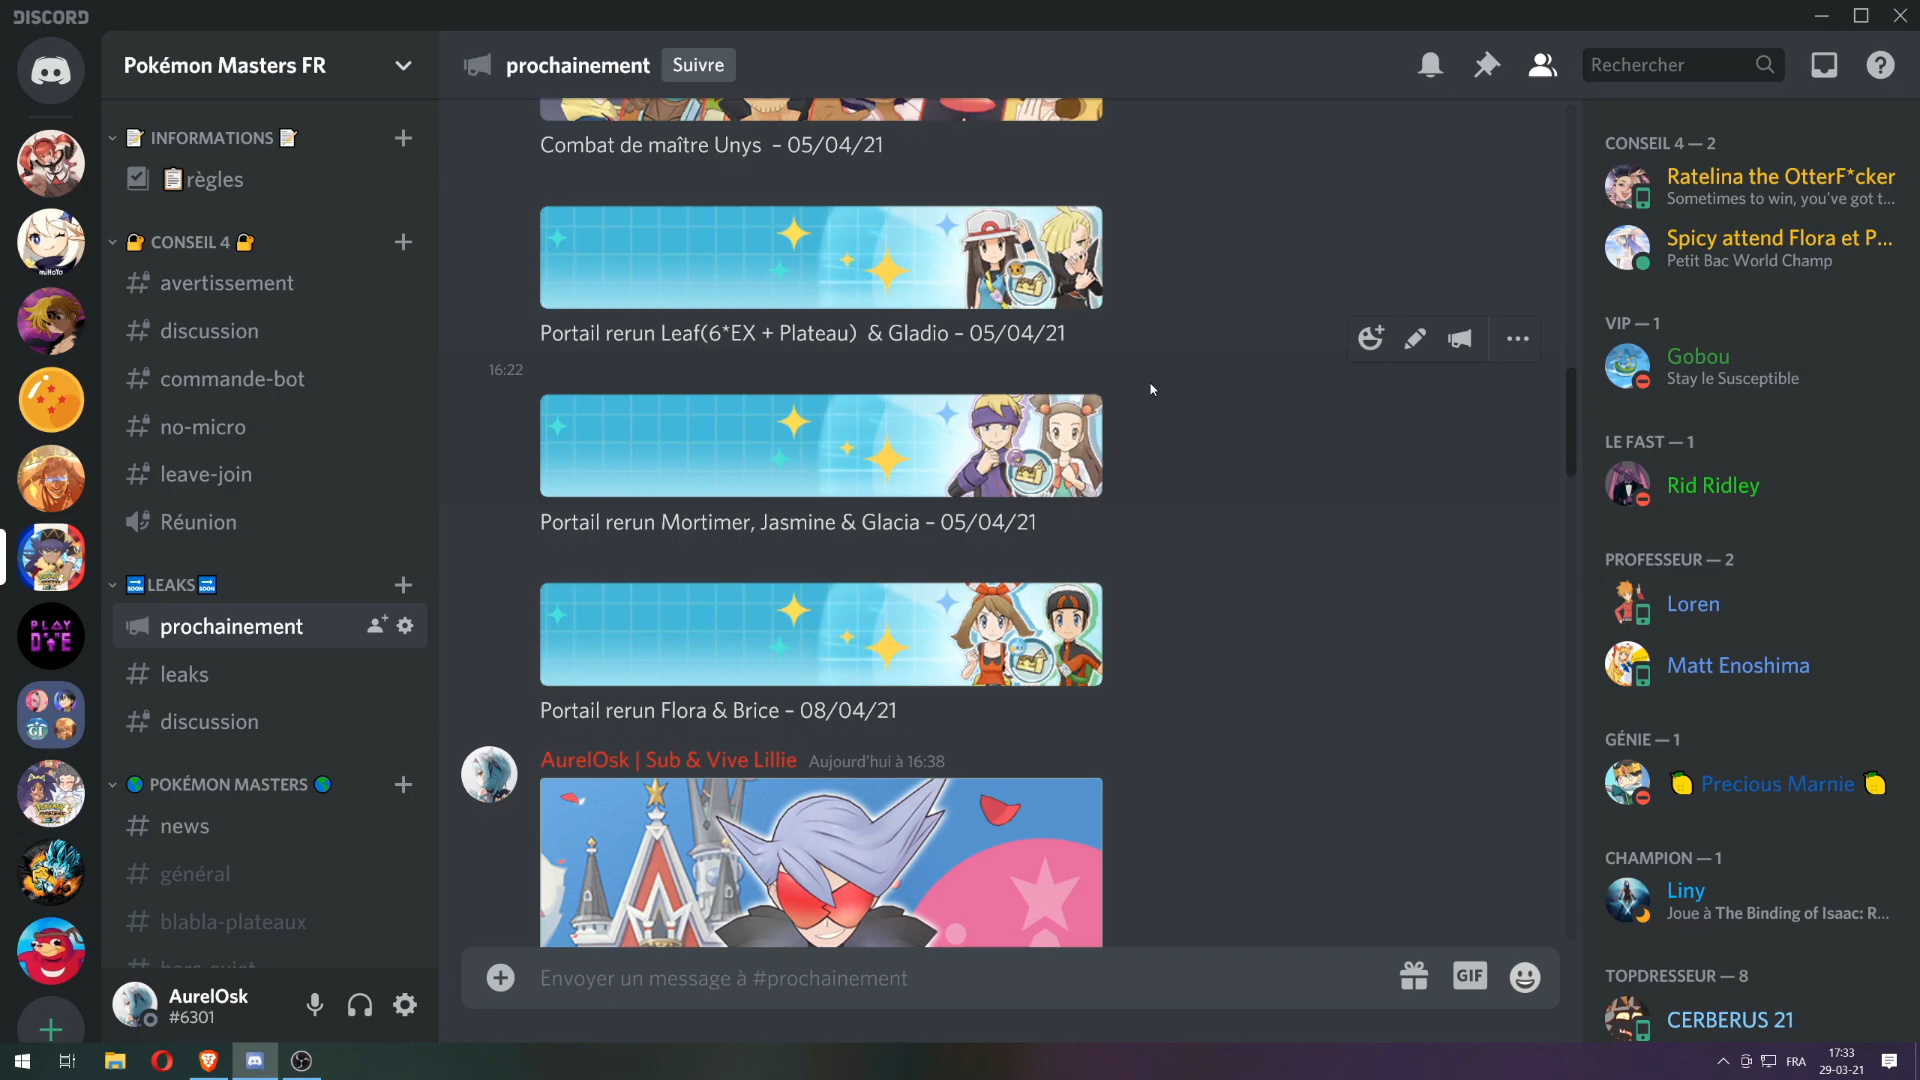 DISCORD
Pokémon Masters FR
INFORMATIONS
règles
CONSEIL 4
avertissement
discussion
commande-bot
no-micro
leave-join
Réunion
LEAKS
prochainement
leaks
discussion
POKÉMON MASTERS
news
général
blabla-plateaux
AurelOsk
#6301
miHoYo
PLAY
prochainement
Suivre
Rechercher
Combat de maître Unys - 05/04/21
Portail rerun Leaf(6*EX + Plateau) & Gladio - 05/04/21
16:22
Portail rerun Mortimer, Jasmine & Glacia - 05/04/21
Portail rerun Flora & Brice - 08/04/21
AurelOsk | Sub & Vive Lillie Aujourd'hui à 16:38
Envoyer un message à #prochainement
GIF
CONSEIL 4 — 2
Ratelina the OtterF*cker
Sometimes to win, you've got t...
Spicy attend Flora et P...
Petit Bac World Champ
VIP — 1
Gobou
Stay le Susceptible
LE FAST — 1
Rid Ridley
PROFESSEUR — 2
Loren
Matt Enoshima
GÉNIE — 1
Precious Marnie
CHAMPION — 1
Liny
Joue à The Binding of Isaac: R...
TOPDRESSEUR — 8
CERBERUS 21
FRA
17:33
29-03-21